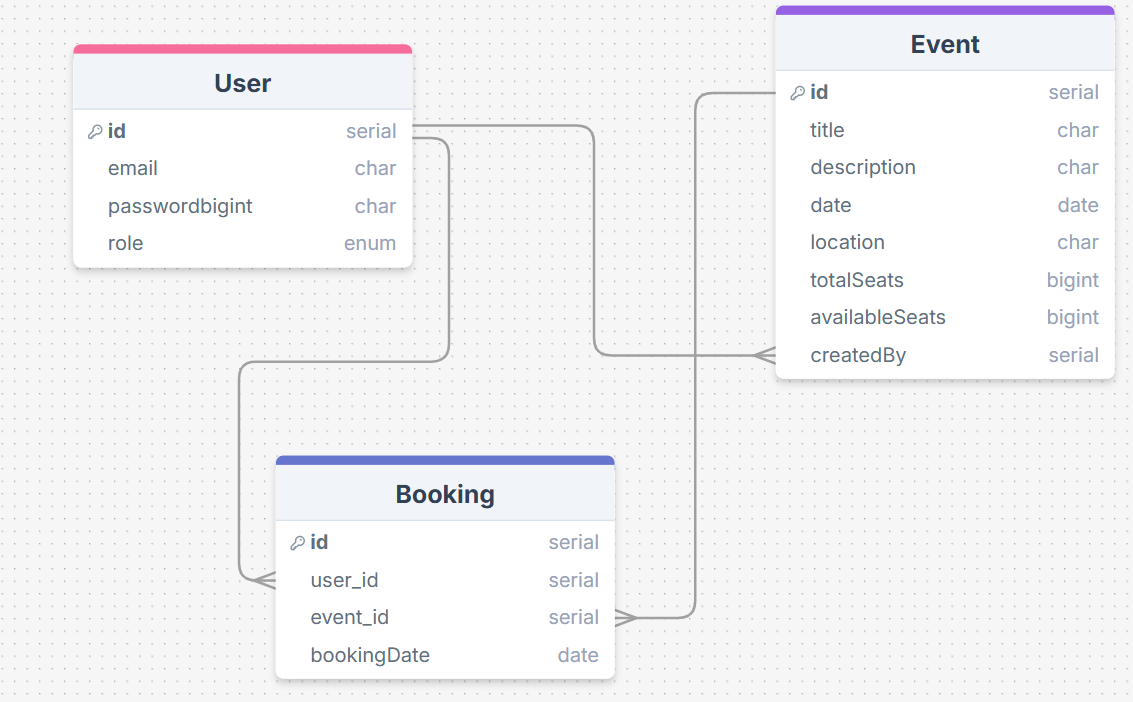 User
id serial
email char
passwordbigint char
role enum
Event
id serial
title char
description char
date date
location char
totalSeats bigint
availableSeats bigint
createdBy serial
Booking
id serial
user_id serial
event_id serial
bookingDate date